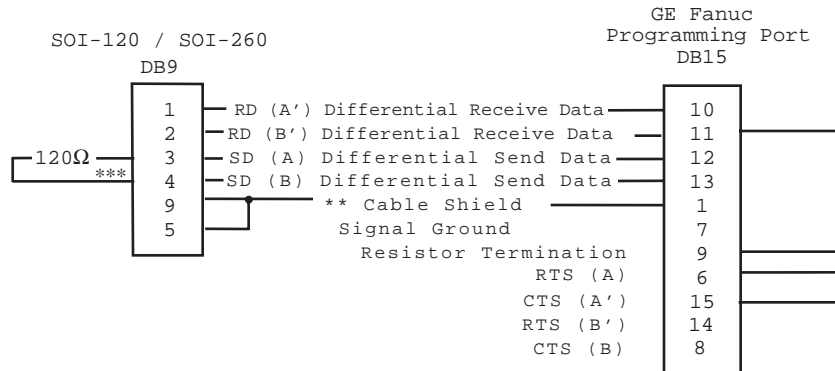 GE Fanuc
Programming Port
DB15
SOI-120 / SOI-260
DB9
1 RD (A') Differential Receive Data 10
2 RD (B') Differential Receive Data 11
120Ω 3 SD (A) Differential Send Data 12
*** 4 SD (B) Differential Send Data 13
9 ** Cable Shield 1
5 Signal Ground 7
Resistor Termination 9
RTS (A) 6
CTS (A') 15
RTS (B') 14
CTS (B) 8